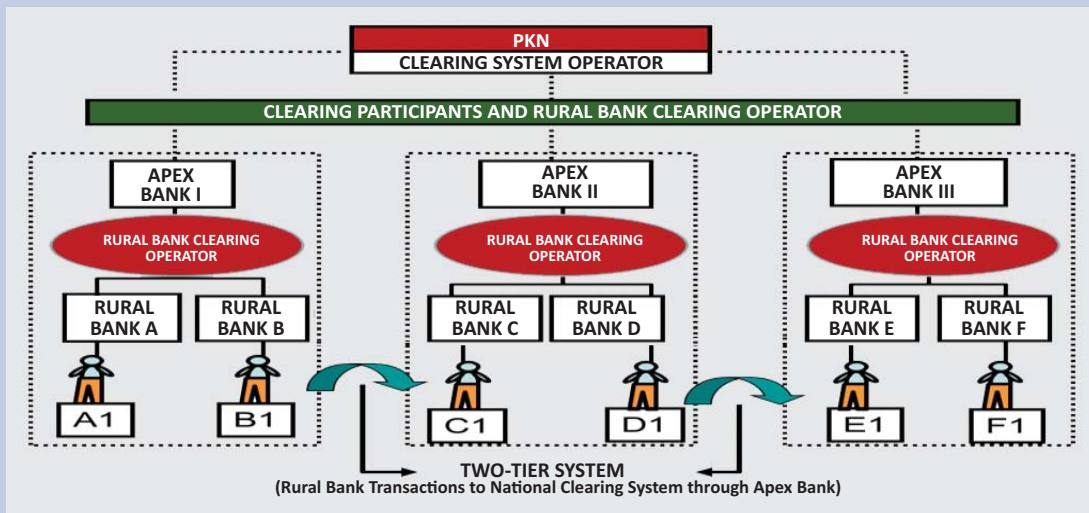 PKN
CLEARING SYSTEM OPERATOR
CLEARING PARTICIPANTS AND RURAL BANK CLEARING OPERATOR
APEX
BANK I
RURAL BANK CLEARING
OPERATOR
RURAL
BANK A
RURAL
BANK B
A1
B1
APEX
BANK II
RURAL BANK CLEARING
OPERATOR
RURAL
BANK C
RURAL
BANK D
C1
D1
APEX
BANK III
RURAL BANK CLEARING
OPERATOR
RURAL
BANK E
RURAL
BANK F
E1
F1
TWO-TIER SYSTEM
(Rural Bank Transactions to National Clearing System through Apex Bank)